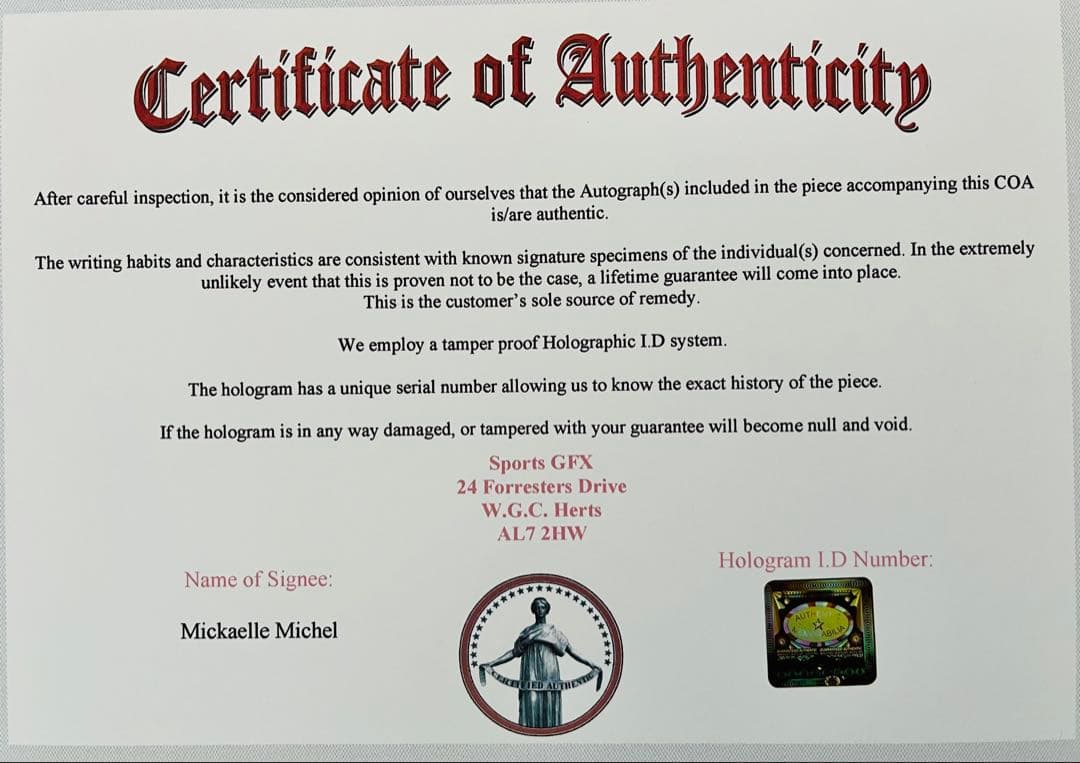 Certificate of Authenticity
After careful inspection, it is the considered opinion of ourselves that the Autograph(s) included in the piece accompanying this COA
is/are authentic.
The writing habits and characteristics are consistent with known signature specimens of the individual(s) concerned. In the extremely
unlikely event that this is proven not to be the case, a lifetime guarantee will come into place.
This is the customer's sole source of remedy.
We employ a tamper proof Holographic I.D system.
The hologram has a unique serial number allowing us to know the exact history of the piece.
If the hologram is in any way damaged, or tampered with your guarantee will become null and void.
Sports GFX
24 Forresters Drive
W.G.C. Herts
AL7 2HW
Hologram I.D Number:
Name of Signee:
Mickaelle Michel
CERTIFIED AUTHENTIC